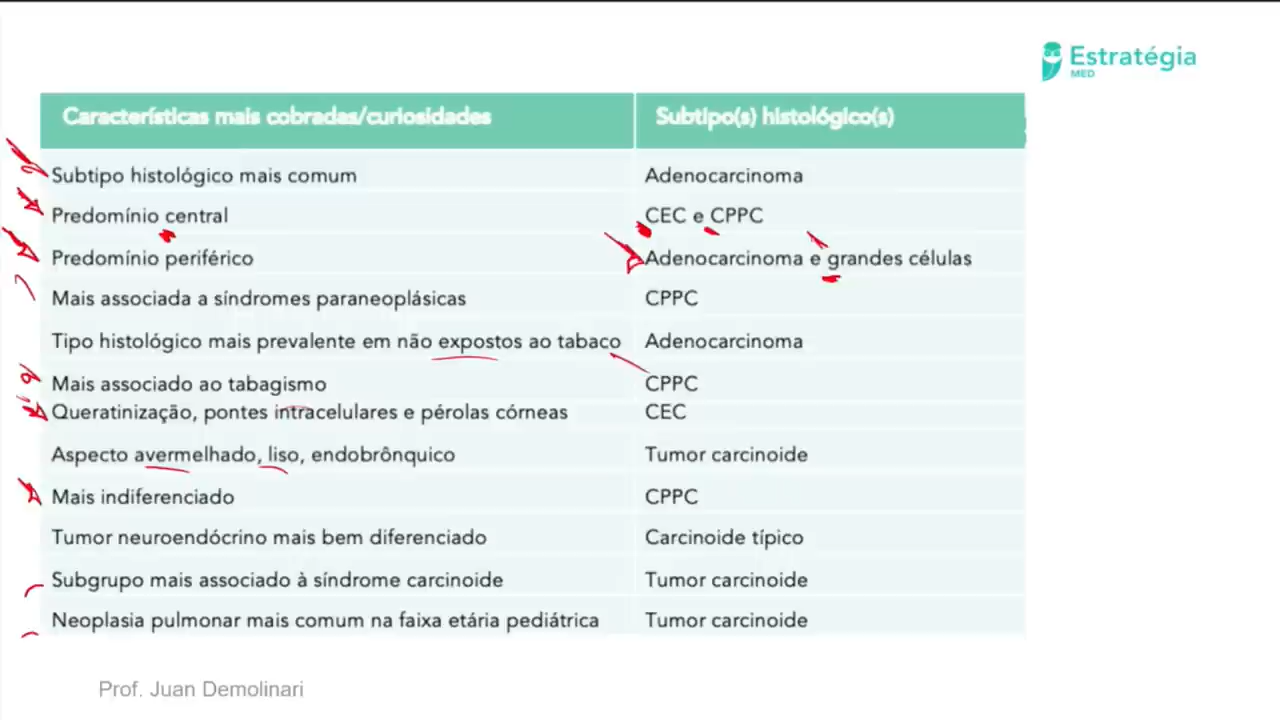 Estratégia
MED
Características mais cobradas/curiosidades Subtipo(s) histológico(s)
Subtipo histológico mais comum Adenocarcinoma
Predomínio central CEC e CPPC
Predomínio periférico Adenocarcinoma e grandes células
Mais associada a síndromes paraneoplásicas CPPC
Tipo histológico mais prevalente em não expostos ao tabaco Adenocarcinoma
Mais associado ao tabagismo CPPC
Queratinização, pontes intracelulares e pérolas córneas CEC
Aspecto avermelhado, liso, endobrônquico Tumor carcinoide
Mais indiferenciado CPPC
Tumor neuroendócrino mais bem diferenciado Carcinoide típico
Subgrupo mais associado à síndrome carcinoide Tumor carcinoide
Neoplasia pulmonar mais comum na faixa etária pediátrica Tumor carcinoide
Prof. Juan Demolinari